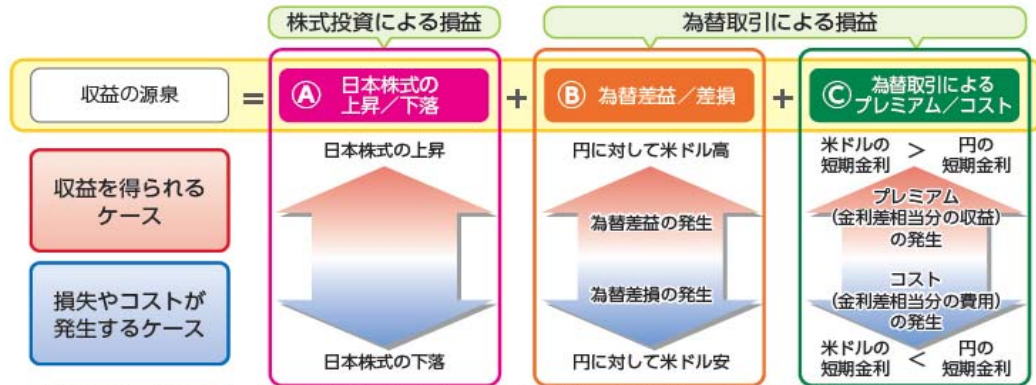 株式投資による損益
為替取引による損益
収益の源泉
=
Ⓐ 日本株式の
上昇／下落
+
Ⓑ 為替差益／差損
+
Ⓒ 為替取引による
プレミアム／コスト
収益を得られる
ケース
損失やコストが
発生するケース
日本株式の上昇
日本株式の下落
円に対して米ドル高
為替差益の発生
為替差損の発生
円に対して米ドル安
米ドルの 円の
短期金利 > 短期金利
プレミアム
(金利差相当分の収益)
の発生
コスト
(金利差相当分の費用)
の発生
米ドルの 円の
短期金利 < 短期金利